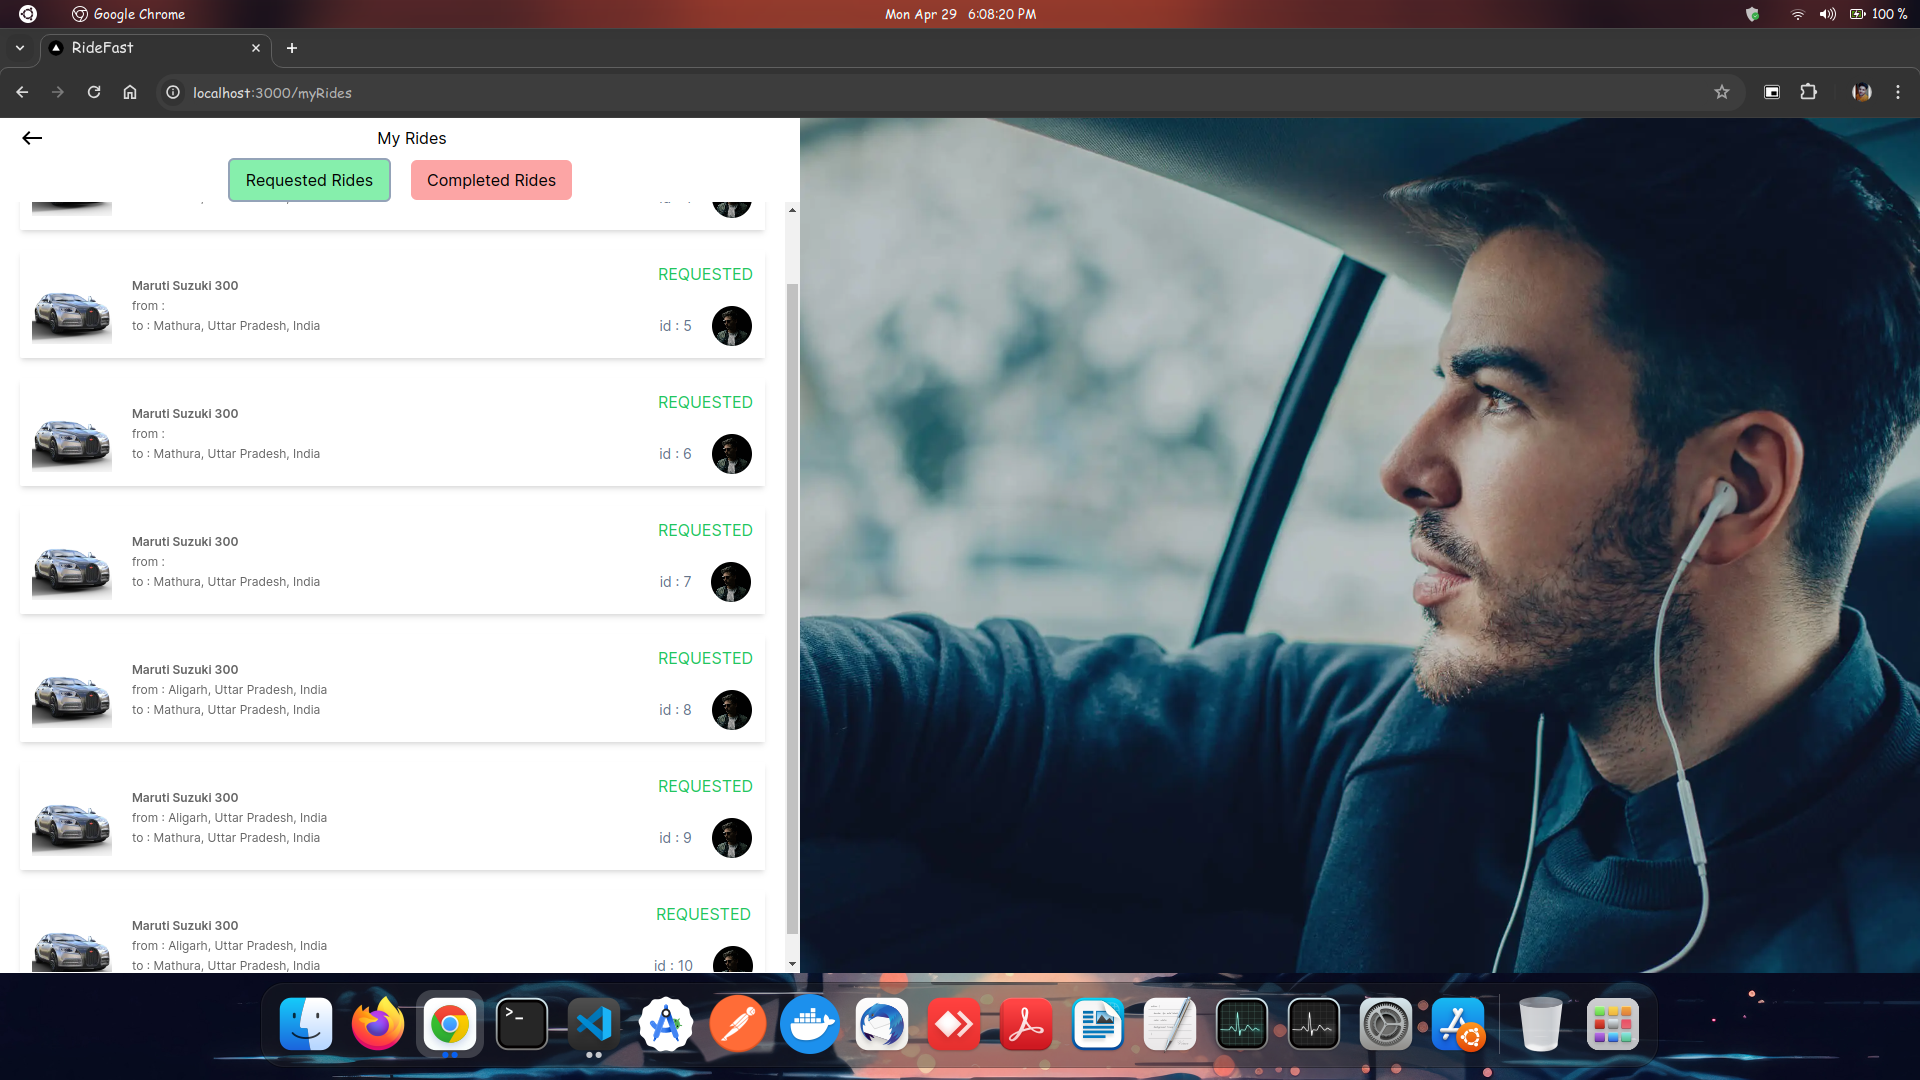 Google Chrome
Mon Apr 29 6:08:20 PM
100 %
RideFast
localhost:3000/myRides
My Rides
Requested Rides
Completed Rides
REQUESTED
Maruti Suzuki 300
from :
to : Mathura, Uttar Pradesh, India
id : 5
REQUESTED
Maruti Suzuki 300
from :
to : Mathura, Uttar Pradesh, India
id : 6
REQUESTED
Maruti Suzuki 300
from :
to : Mathura, Uttar Pradesh, India
id : 7
REQUESTED
Maruti Suzuki 300
from : Aligarh, Uttar Pradesh, India
to : Mathura, Uttar Pradesh, India
id : 8
REQUESTED
Maruti Suzuki 300
from : Aligarh, Uttar Pradesh, India
to : Mathura, Uttar Pradesh, India
id : 9
REQUESTED
Maruti Suzuki 300
from : Aligarh, Uttar Pradesh, India
to : Mathura, Uttar Pradesh, India
id : 10